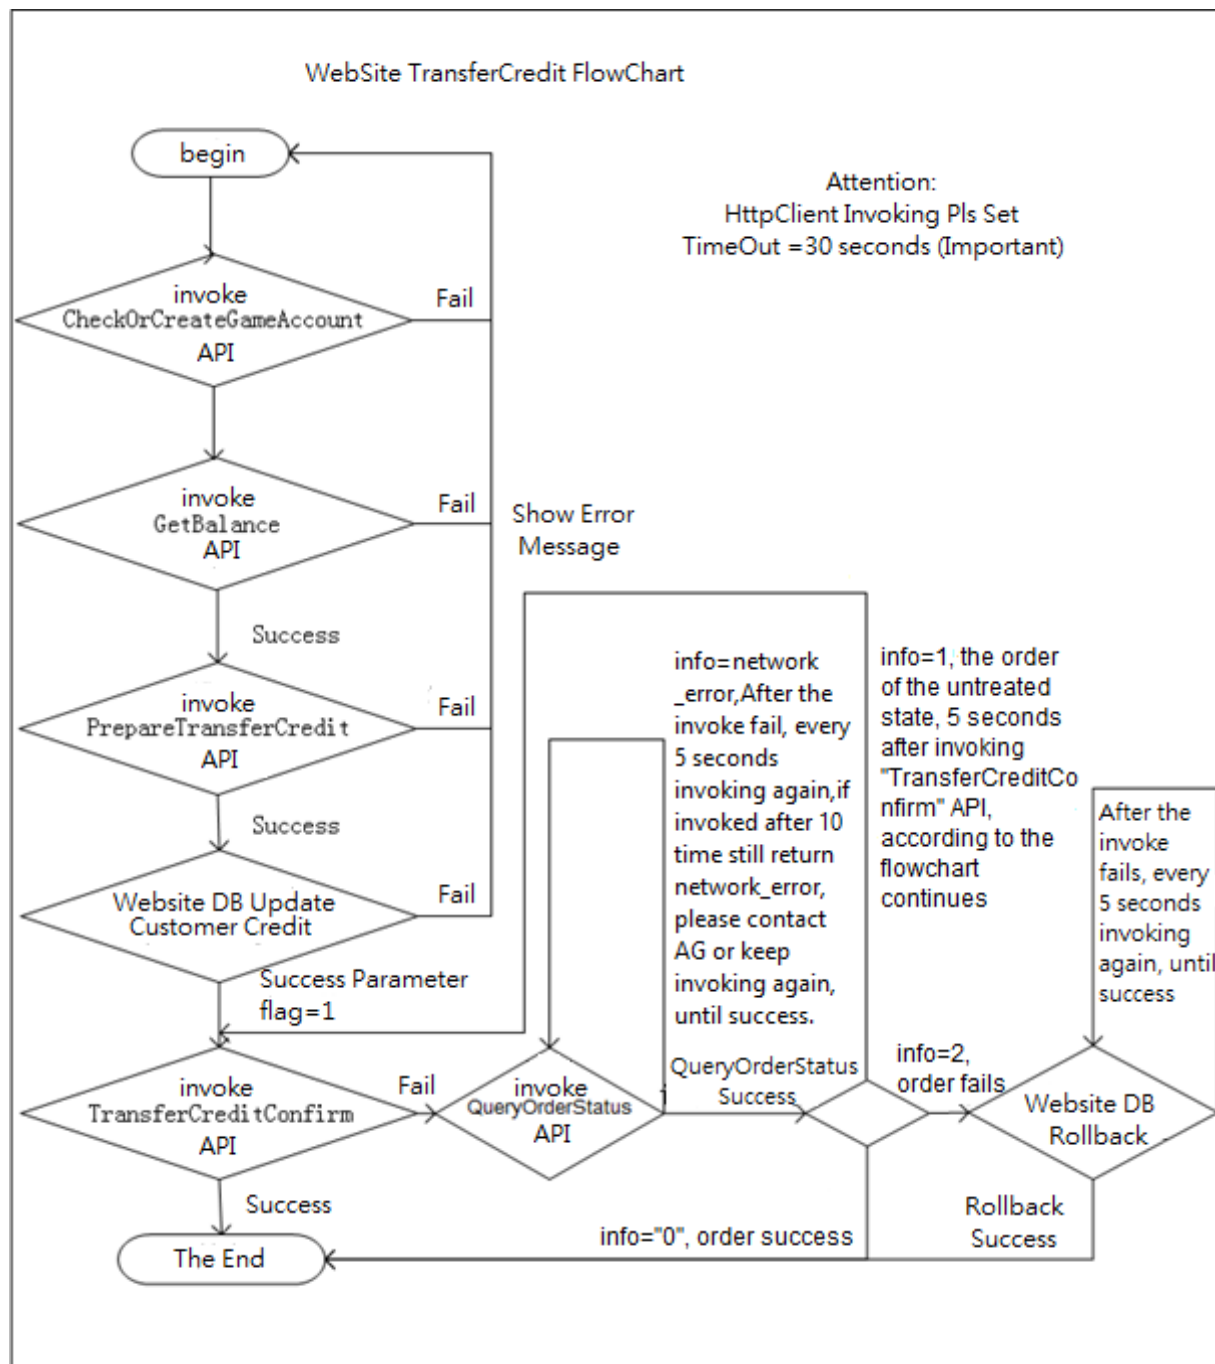 WebSite TransferCredit FlowChart
begin
Attention:
HttpClient Invoking Pls Set
TimeOut =30 seconds (Important)
invoke
CheckOrCreateGameAccount
API
Fail
invoke
GetBalance
API
Fail
Show Error
Message
Success
invoke
PrepareTransferCredit
API
Fail
Success
Website DB Update
Customer Credit
Fail
Success Parameter
flag=1
info=network
_error,After the
invoke fail, every
5 seconds
invoking again,if
invoked after 10
time still return
network_error,
please contact
AG or keep
invoking again,
until success.
info=1, the order
of the untreated
state, 5 seconds
after invoking
"TransferCreditCo
nfirm" API,
according to the
flowchart
continues
After the
invoke
fails, every
5 seconds
invoking
again, until
success
invoke
TransferCreditConfirm
API
Fail
invoke
QueryOrderStatus
API
QueryOrderStatus
Success
info=2,
order fails
Website DB
Rollback
Success
info="0", order success
Rollback
Success
The End